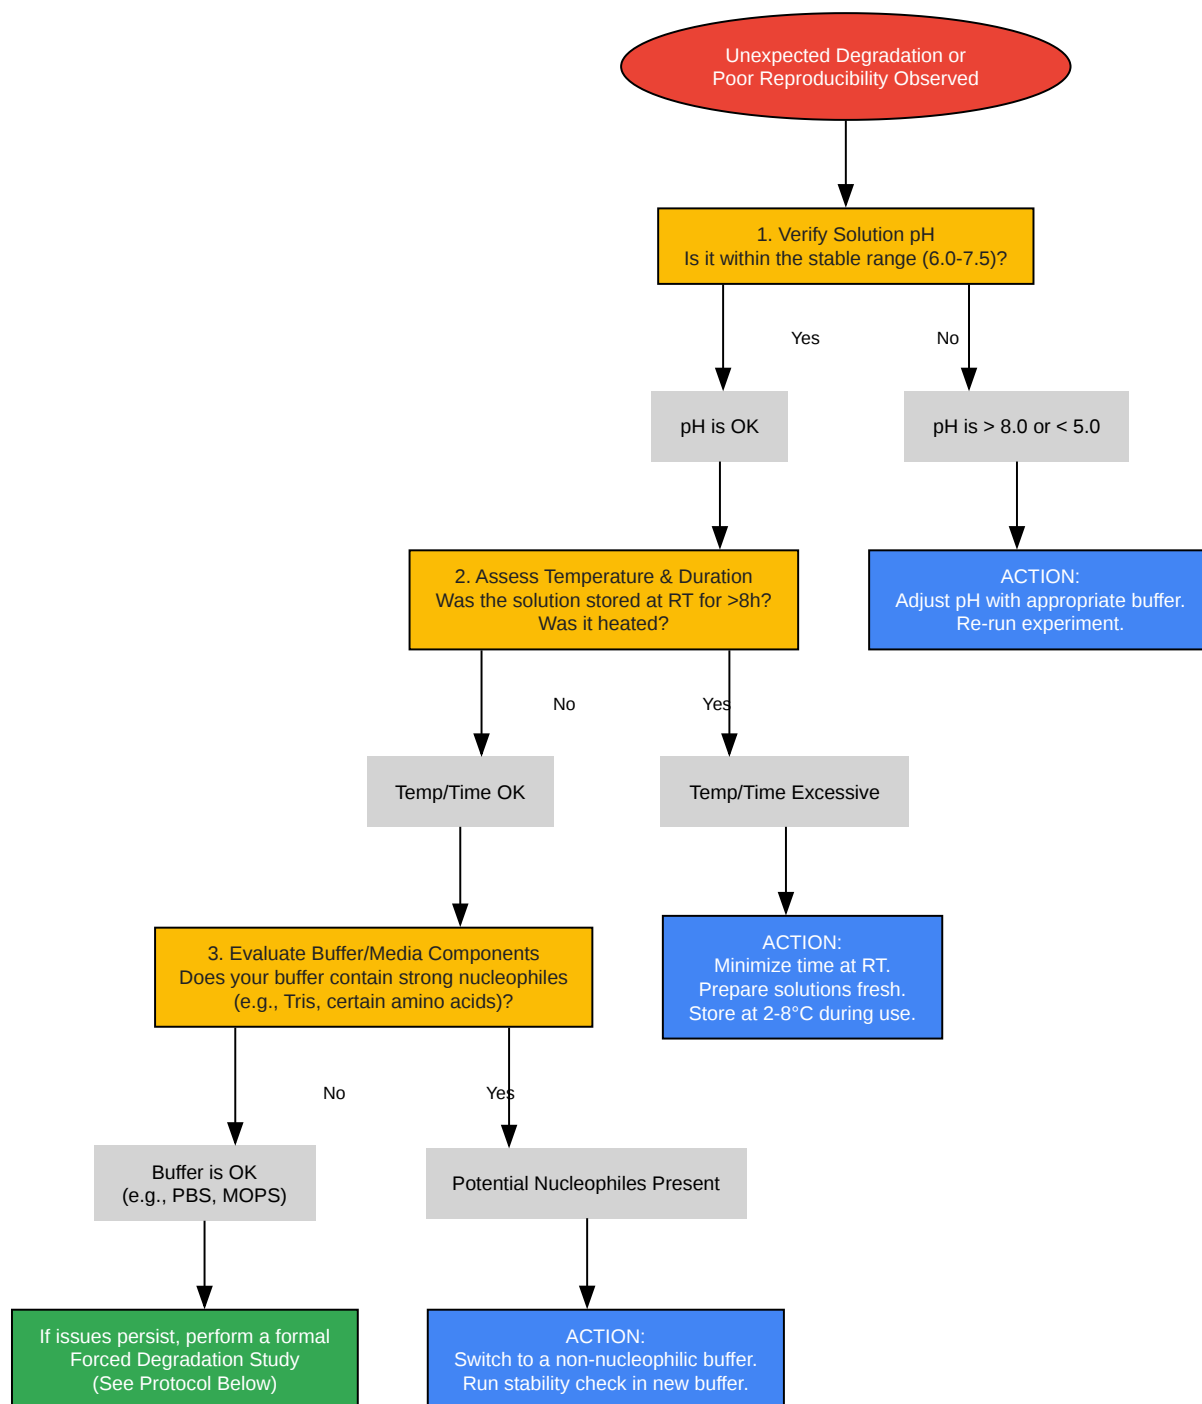 Unexpected Degradation or
Poor Reproducibility Observed
1. Verify Solution pH
Is it within the stable range (6.0-7.5)?
Yes
No
pH is OK
pH is > 8.0 or < 5.0
2. Assess Temperature & Duration
Was the solution stored at RT for >8h?
Was it heated?
ACTION:
Adjust pH with appropriate buffer.
Re-run experiment.
No
Yes
Temp/Time OK
Temp/Time Excessive
3. Evaluate Buffer/Media Components
Does your buffer contain strong nucleophiles
(e.g., Tris, certain amino acids)?
ACTION:
Minimize time at RT.
Prepare solutions fresh.
Store at 2-8°C during use.
No
Yes
Buffer is OK
(e.g., PBS, MOPS)
Potential Nucleophiles Present
If issues persist, perform a formal
Forced Degradation Study
(See Protocol Below)
ACTION:
Switch to a non-nucleophilic buffer.
Run stability check in new buffer.